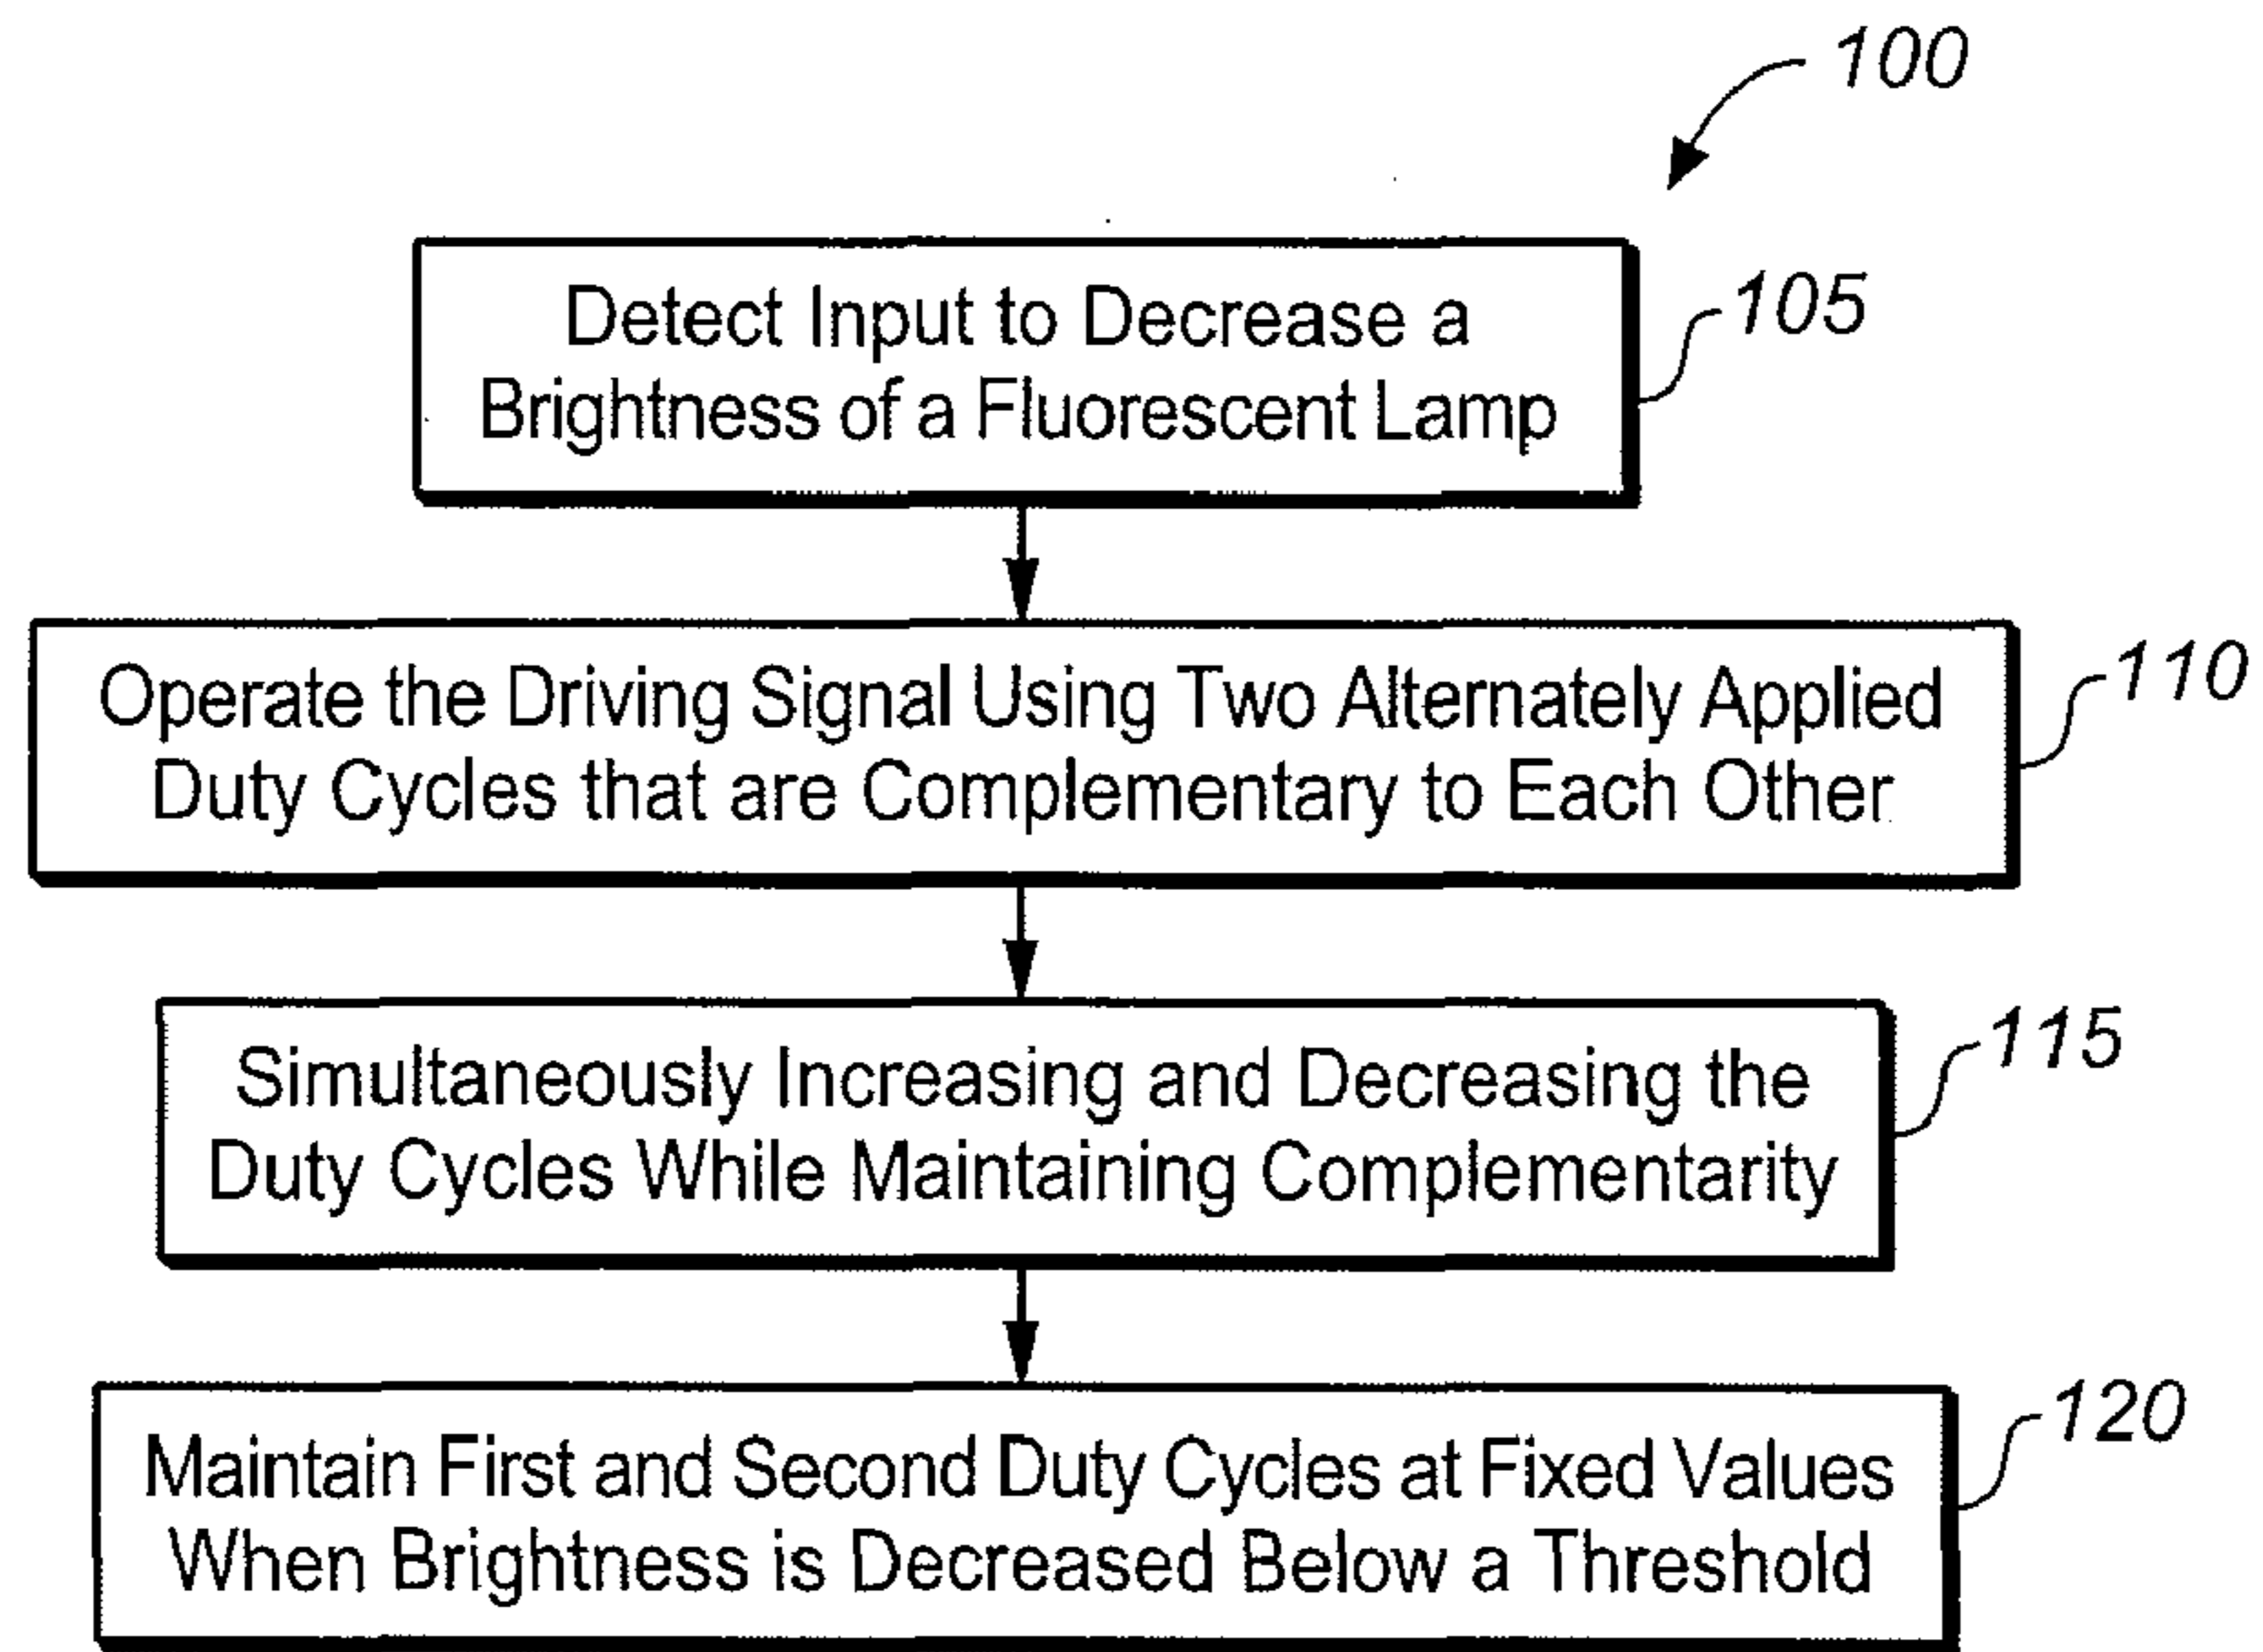 100
Detect Input to Decrease a
Brightness of a Fluorescent Lamp
105
Operate the Driving Signal Using Two Alternately Applied
Duty Cycles that are Complementary to Each Other
110
Simultaneously Increasing and Decreasing the
Duty Cycles While Maintaining Complementarity
115
Maintain First and Second Duty Cycles at Fixed Values
When Brightness is Decreased Below a Threshold
120